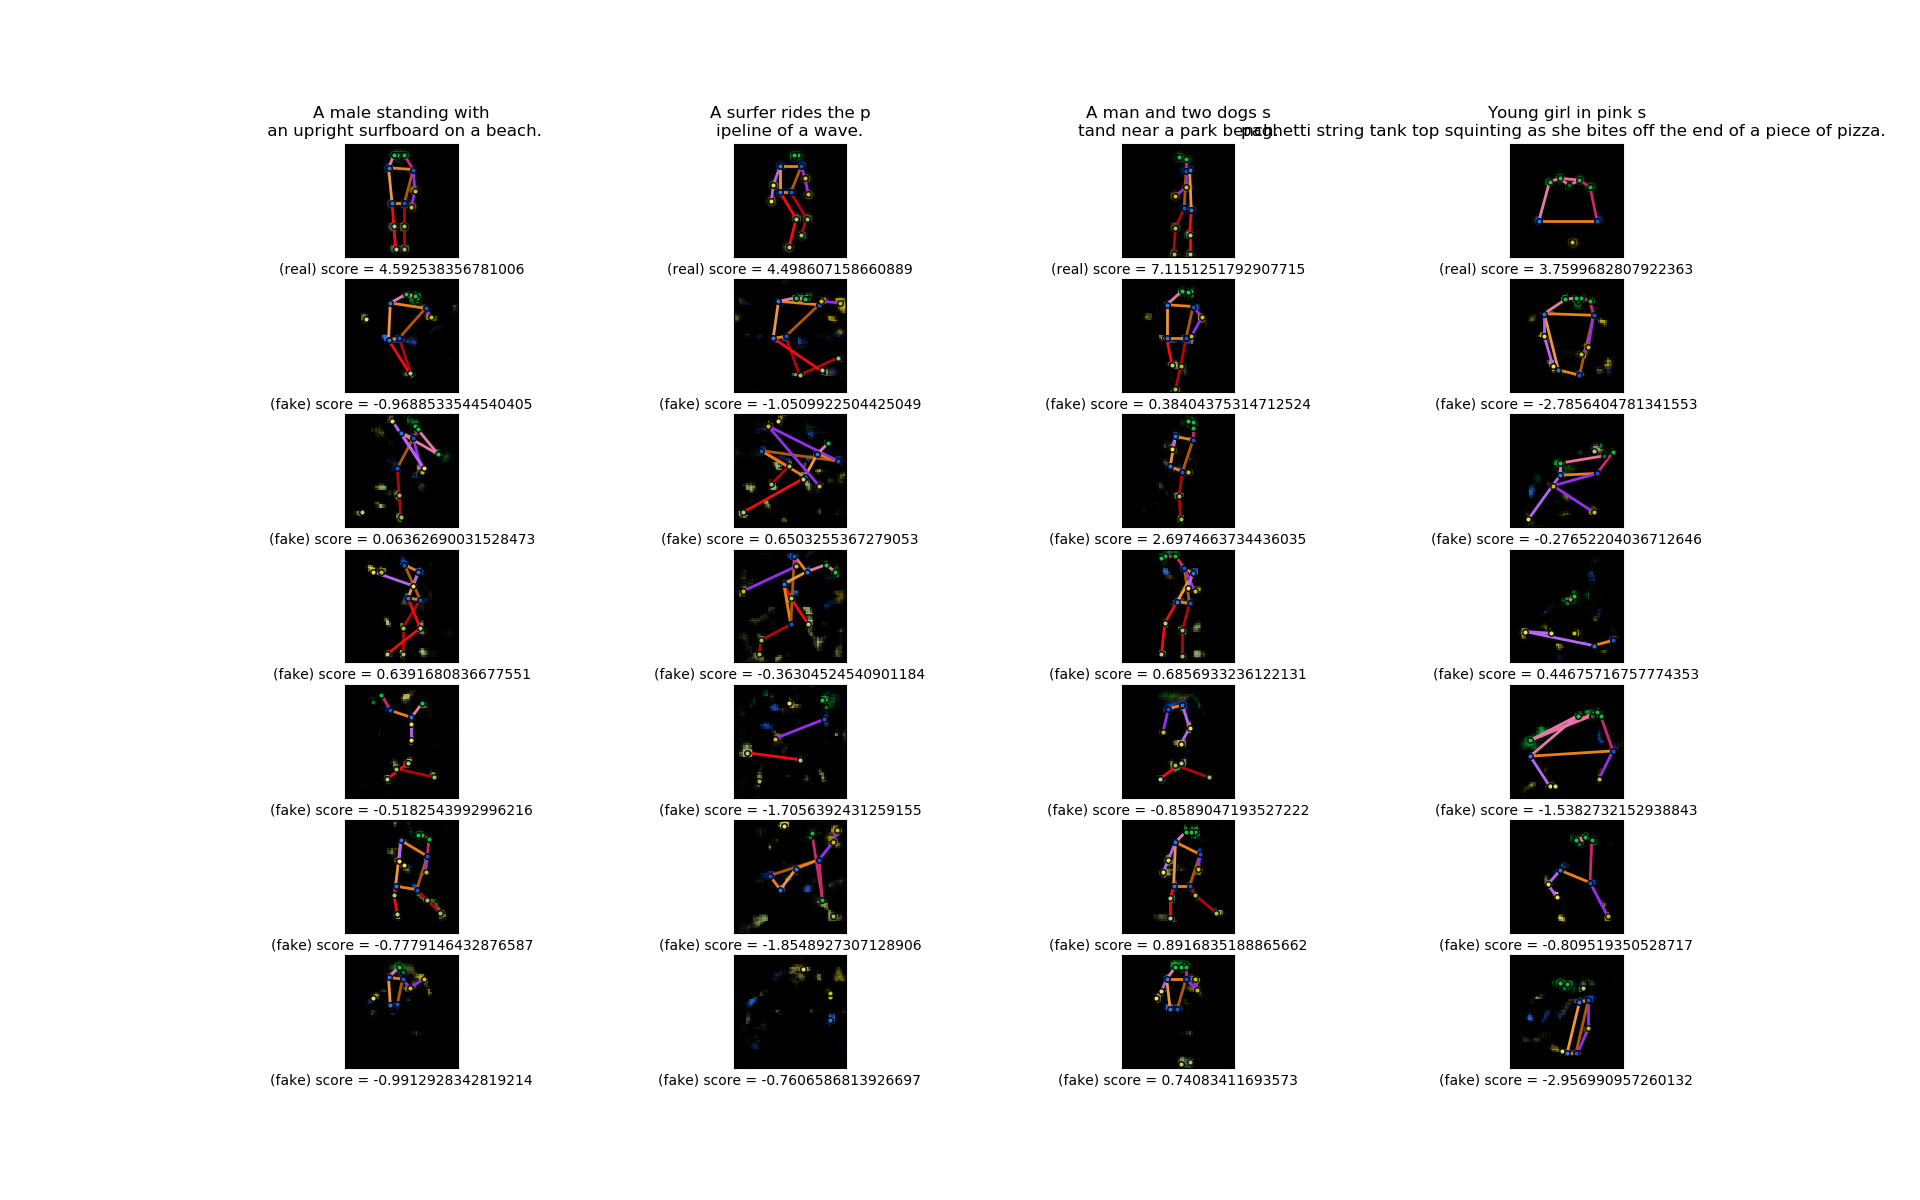 A male standing with
an upright surfboard on a beach.
A surfer rides the p
ipeline of a wave.
A man and two dogs s
tand near a park bench.
Young girl in pink s
paghetti string tank top squinting as she bites off the end of a piece of pizza.
(real) score = 4.592538356781006
(real) score = 4.498607158660889
(real) score = 7.1151251792907715
(real) score = 3.7599682807922363
(fake) score = -0.9688533544540405
(fake) score = -1.0509922504425049
(fake) score = 0.38404375314712524
(fake) score = -2.7856404781341553
(fake) score = 0.06362690031528473
(fake) score = 0.6503255367279053
(fake) score = 2.6974663734436035
(fake) score = -0.27652204036712646
(fake) score = 0.6391680836677551
(fake) score = -0.36304524540901184
(fake) score = 0.6856933236122131
(fake) score = 0.44675716757774353
(fake) score = -0.5182543992996216
(fake) score = -1.7056392431259155
(fake) score = -0.8589047193527222
(fake) score = -1.5382732152938843
(fake) score = -0.7779146432876587
(fake) score = -1.8548927307128906
(fake) score = 0.8916835188865662
(fake) score = -0.809519350528717
(fake) score = -0.9912928342819214
(fake) score = -0.7606586813926697
(fake) score = 0.74083411693573
(fake) score = -2.956990957260132